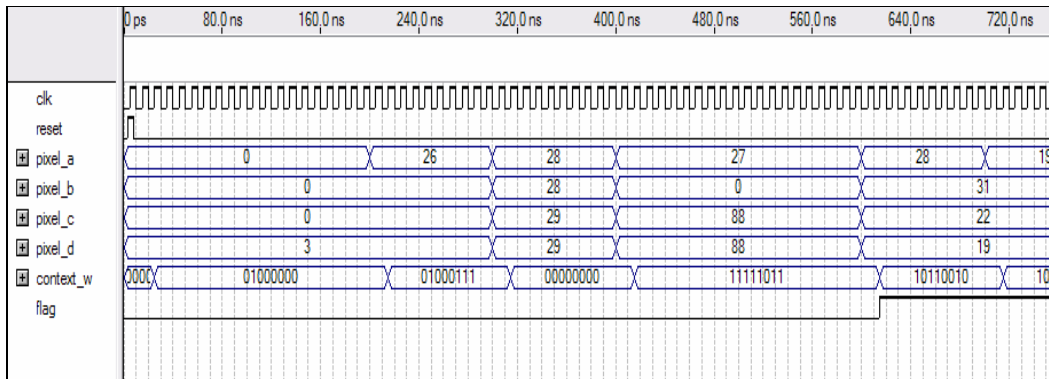 0 ps 80.0 ns 160.0 ns 240.0 ns 320.0 ns 400.0 ns 480.0 ns 560.0 ns 640.0 ns 720.0 ns
clk
reset
pixel_a 0 26 28 27 28 19
pixel_b 0 28 0 31
pixel_c 0 29 88 22
pixel_d 3 29 88 19
context_w 01000000 01000111 00000000 11111011 10110010 10
flag